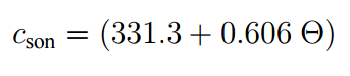 c_son = (331.3 + 0.606 Θ)